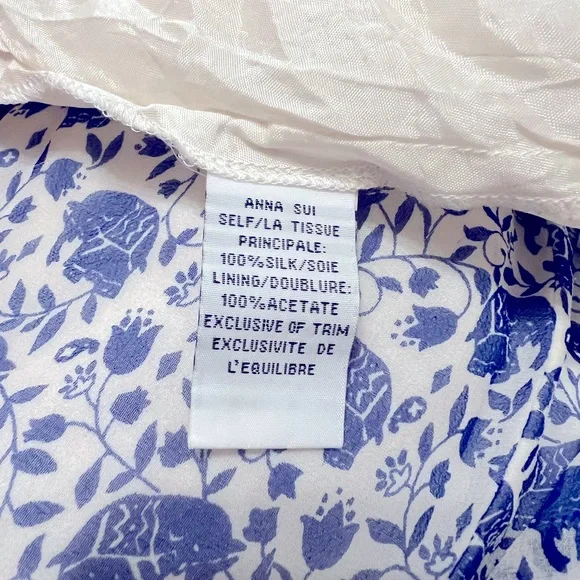 ANNA SUI
SELF/LA TISSUE
PRINCIPALE:
100%SILK/SOIE
LINING/DOUBLURE:
100%ACETATE
EXCLUSIVE OF TRIM
EXCLUSIVITE DE
L'EQUILIBRE